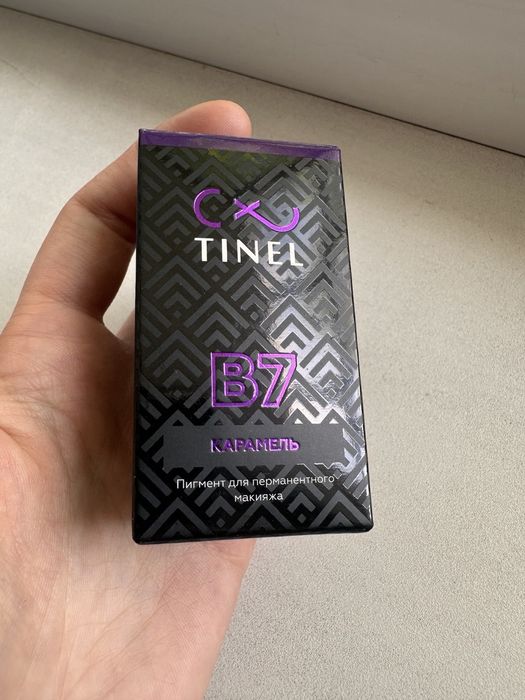 TINEL
B7
КАРАМЕЛЬ
Пигмент для перманентного
макияжа